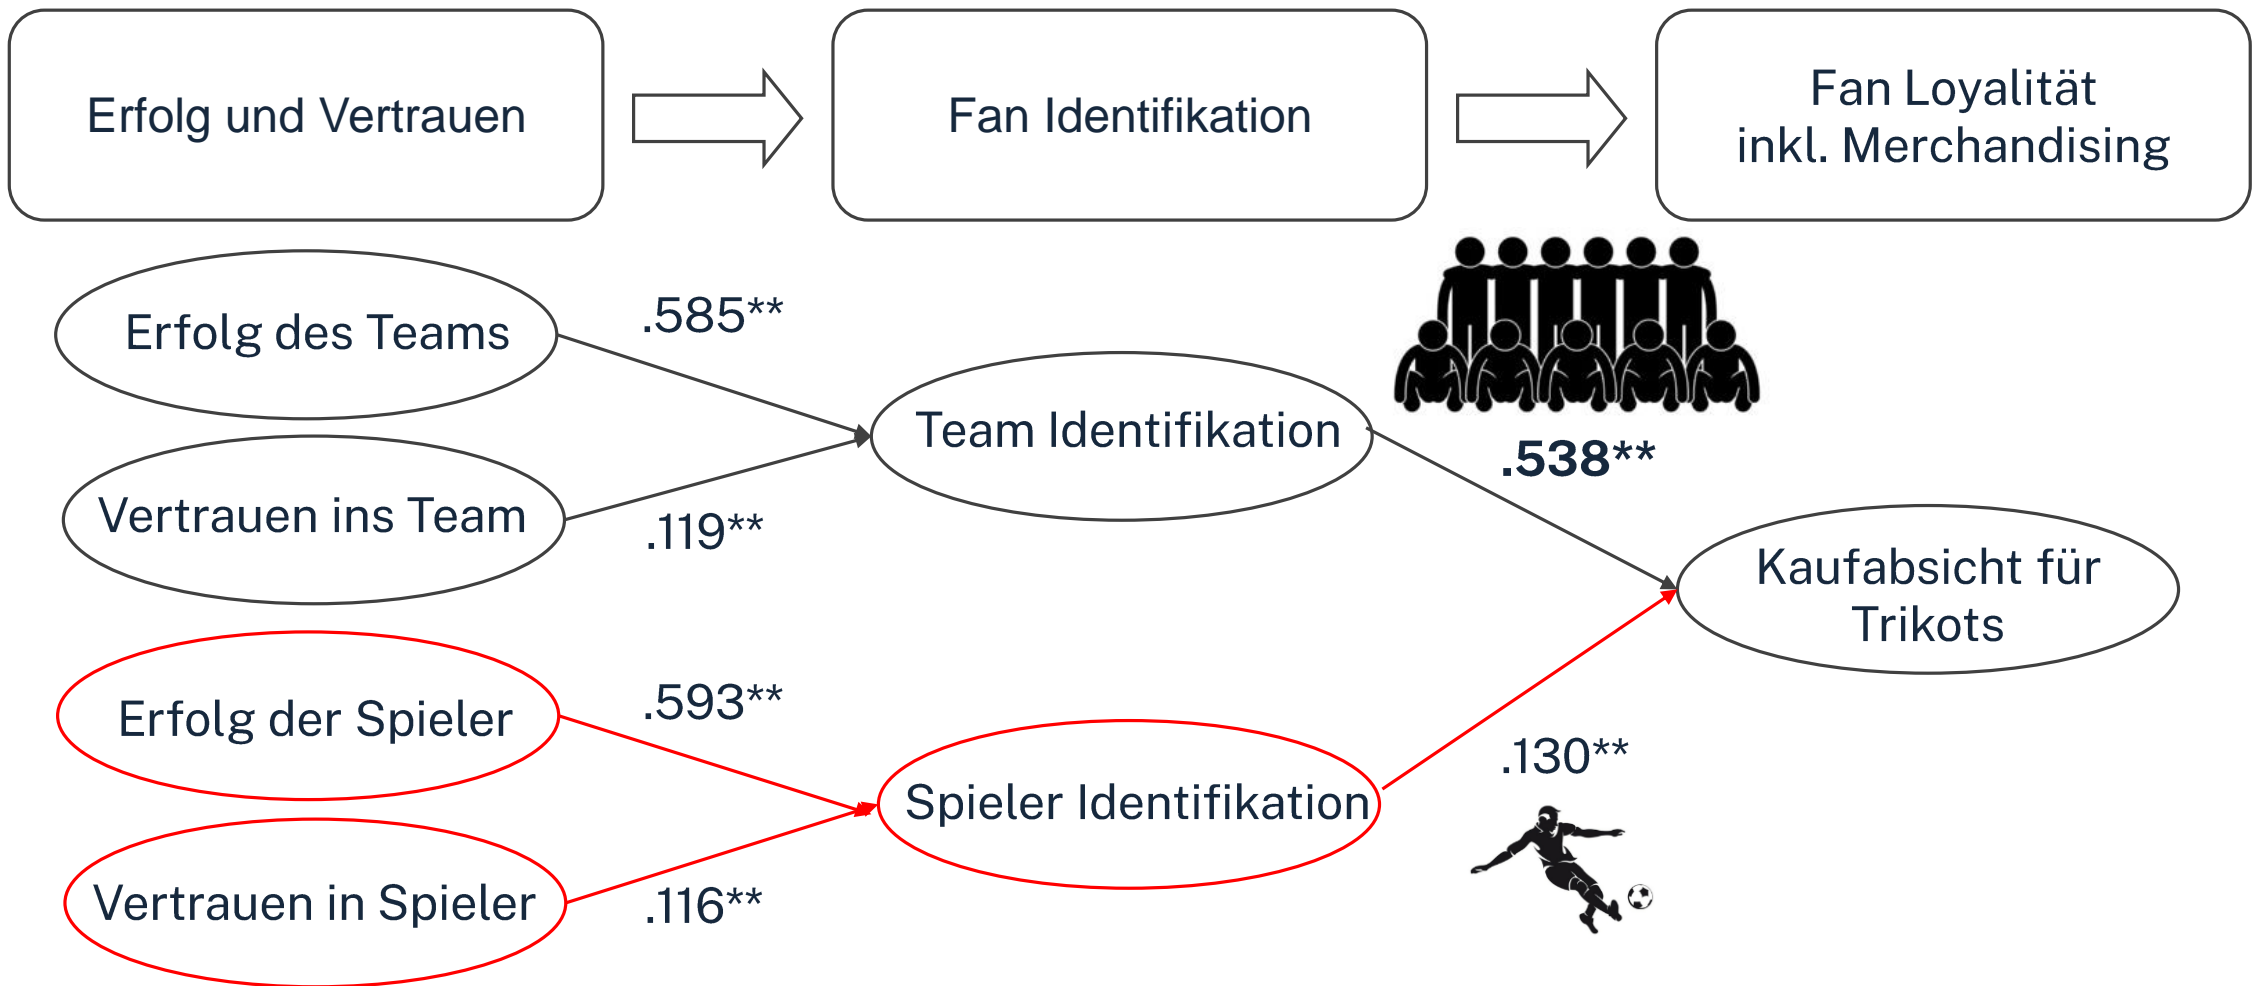 Erfolg und Vertrauen
Fan Identifikation
Fan Loyalität
inkl. Merchandising
Erfolg des Teams
.585**
Team Identifikation
.538**
Vertrauen ins Team
.119**
Kaufabsicht für
Trikots
Erfolg der Spieler
.593**
Spieler Identifikation
.130**
Vertrauen in Spieler
.116**